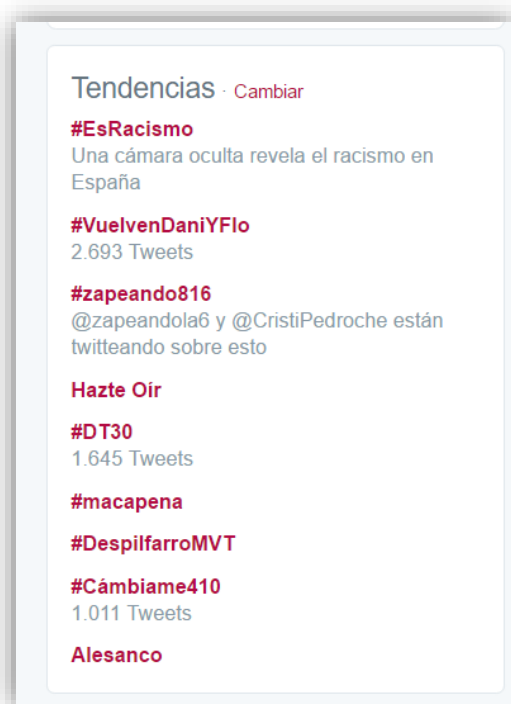 Tendencias · Cambiar
#EsRacismo
Una cámara oculta revela el racismo en
España
#VuelvenDaniYFlo
2.693 Tweets
#zapeando816
@zapeandola6 y @CristiPedroche están
twitteando sobre esto
Hazte Oír
#DT30
1.645 Tweets
#macapena
#DespilfarroMVT
#Cámbiame410
1.011 Tweets
Alesanco